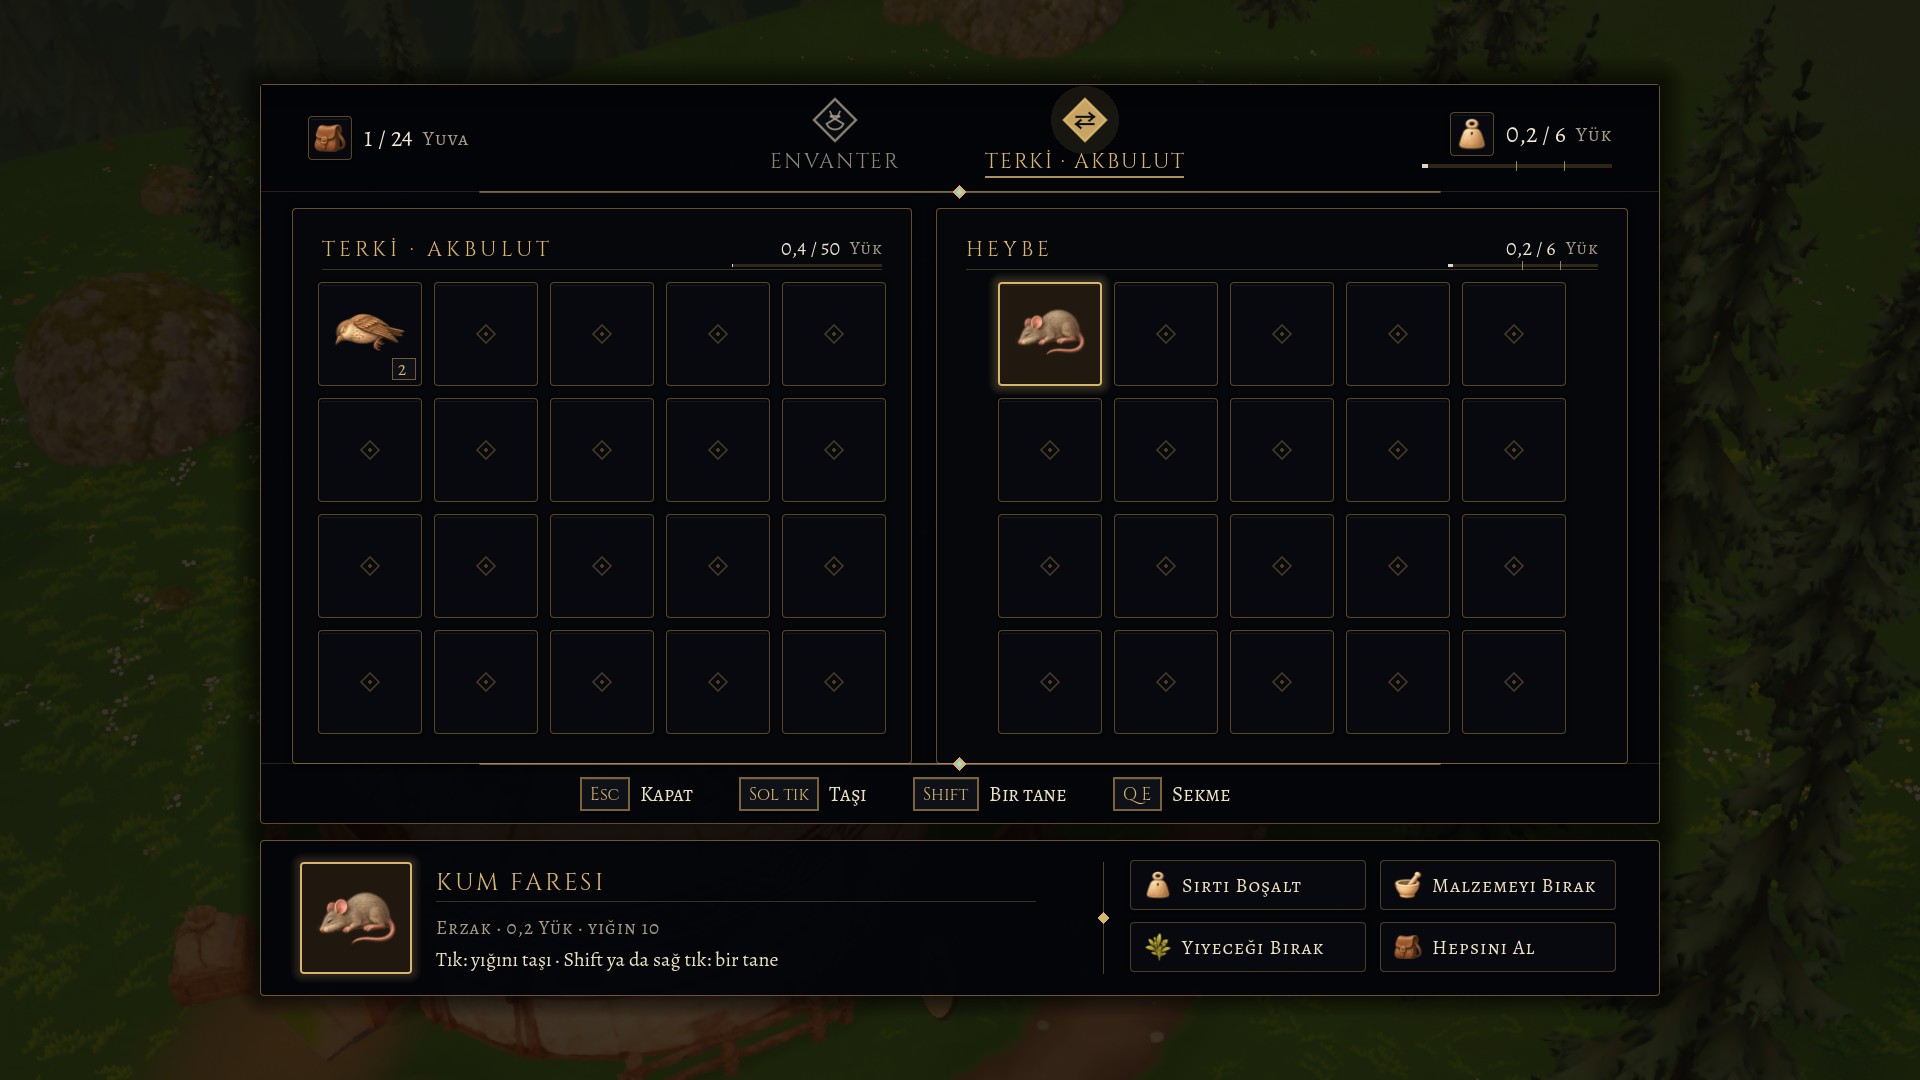 1 / 24 Yuva
ENVANTER
TERKİ · AKBULUT
0,2 / 6 Yük
TERKİ · AKBULUT
0,4 / 50 Yük
HEYBE
0,2 / 6 Yük
2
Esc Kapat
Sol tık Taşı
Shift Bir tane
Q E Sekme
KUM FARESI
Erzak · 0,2 Yük · yığın 10
Tık: yığını taşı · Shift ya da sağ tık: bir tane
Sırtı Boşalt
Malzemeyi Bırak
Yiyeceği Bırak
Hepsini Al